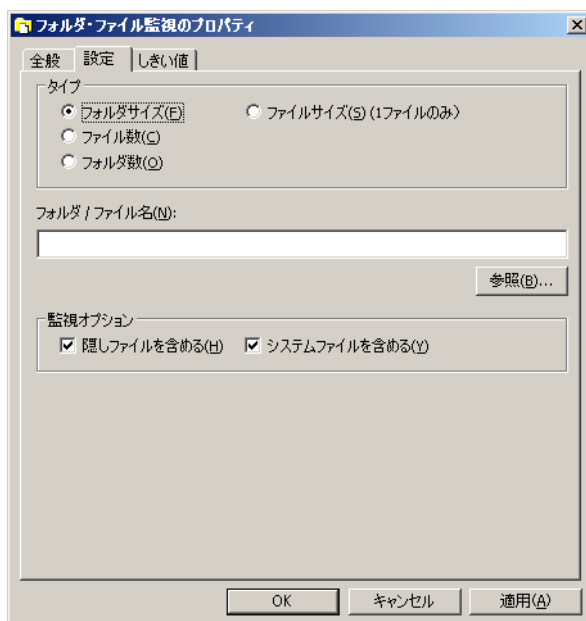 フォルダ・ファイル監視のプロパティ
全般 設定 しきい値
タイプ
フォルダサイズ(F) ファイルサイズ(S) (1ファイルのみ)
ファイル数(C)
フォルダ数(O)
フォルダ / ファイル名(N):
参照(B)...
監視オプション
隠しファイルを含める(H) システムファイルを含める(Y)
OK キャンセル 適用(A)